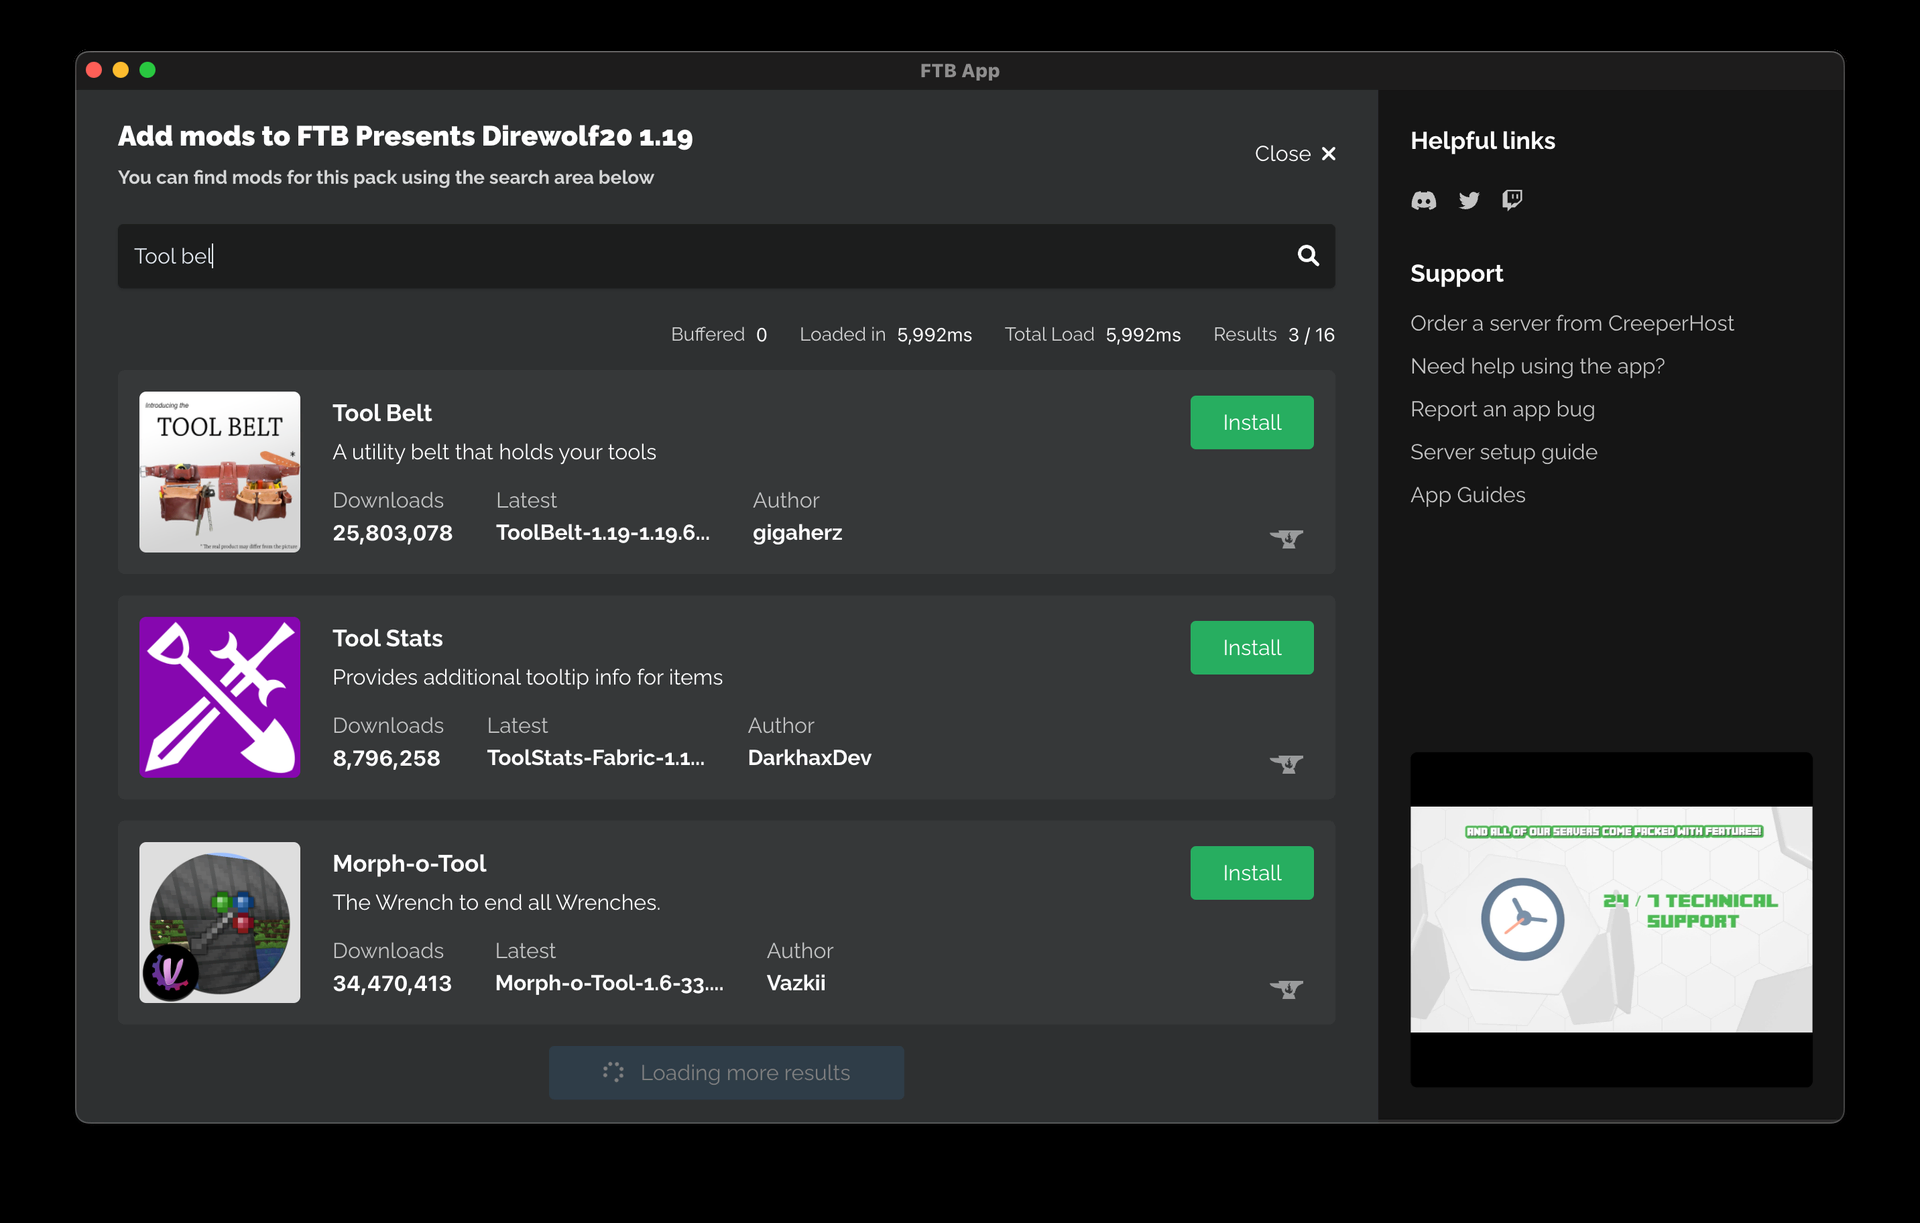 FTB App
Add mods to FTB Presents Direwolf20 1.19
You can find mods for this pack using the search area below
Close
Tool bel
Buffered 0 Loaded in 5,992ms Total Load 5,992ms Results 3 / 16
Introducing the
TOOL BELT
*
* The real product may differ from the picture
Tool Belt
A utility belt that holds your tools
Install
Downloads Latest Author
25,803,078 ToolBelt-1.19-1.19.6... gigaherz
Tool Stats
Provides additional tooltip info for items
Install
Downloads Latest Author
8,796,258 ToolStats-Fabric-1.1... DarkhaxDev
Morph-o-Tool
The Wrench to end all Wrenches.
Install
Downloads Latest Author
34,470,413 Morph-o-Tool-1.6-33.... Vazkii
V
Loading more results
Helpful links
Support
Order a server from CreeperHost
Need help using the app?
Report an app bug
Server setup guide
App Guides
AND ALL OF OUR SERVERS COME PACKED WITH FEATURES!
24 / 7 TECHNICAL
SUPPORT